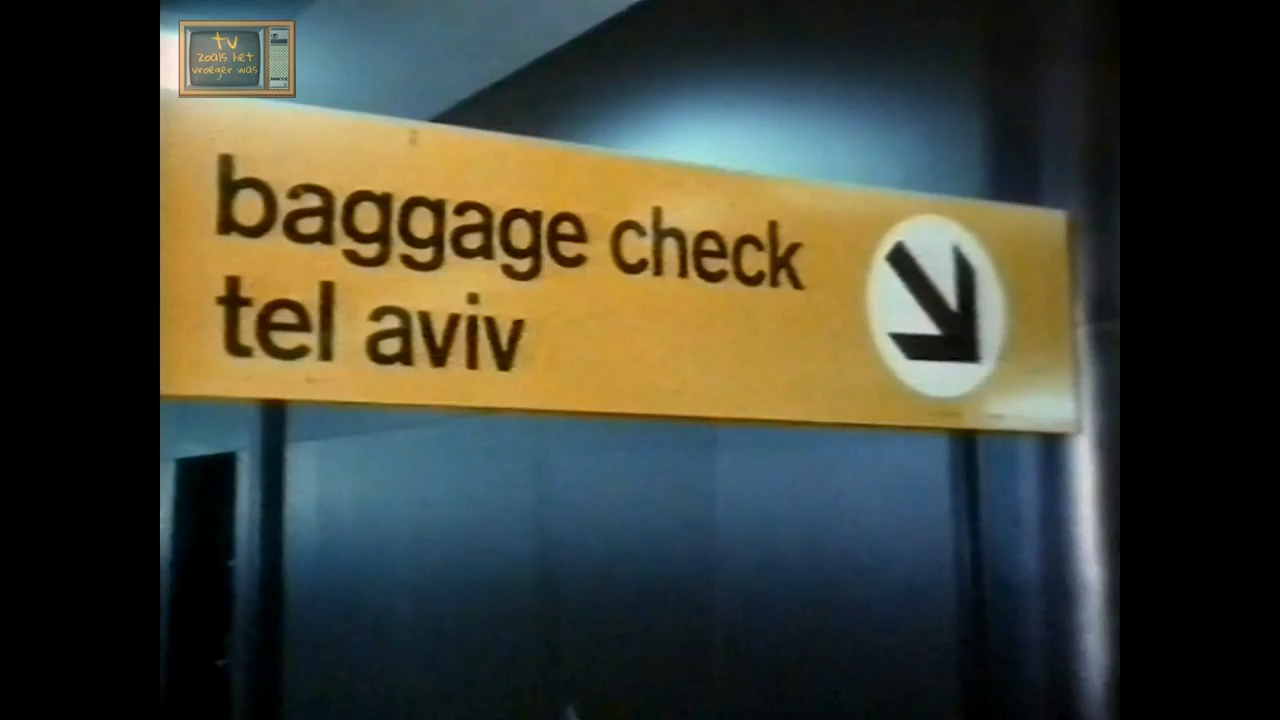 tv
zoals het
vroeger was
baggage check
tel aviv